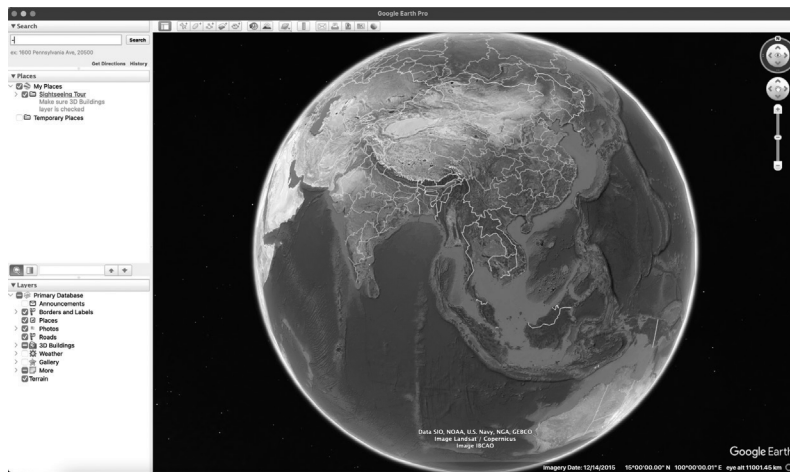 Google Earth Pro
▼ Search
Search
ex: 1600 Pennsylvania Ave, 20500
Get Directions History
▼ Places
My Places
Sightseeing Tour
Make sure 3D Buildings
layer is checked
Temporary Places
▼ Layers
Primary Database
Announcements
Borders and Labels
Places
Photos
Roads
3D Buildings
Weather
Gallery
More
Terrain
Data SIO, NOAA, U.S. Navy, NGA, GEBCO
Image Landsat / Copernicus
Image IBCAO
Google Earth
Imagery Date: 12/14/2015 15°00'00.00" N 100°00'00.01" E eye alt 11001.45 km